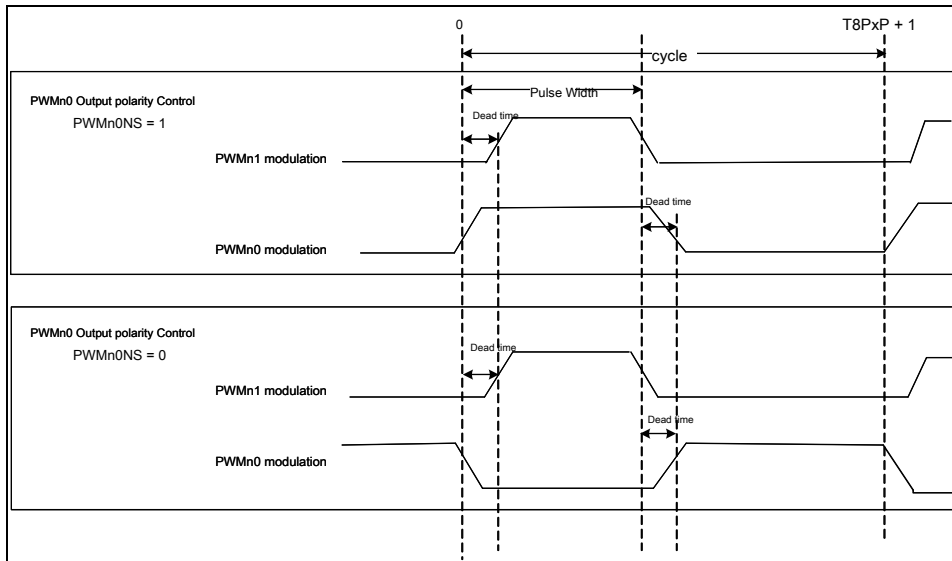 0
T8PxP + 1
cycle
Pulse Width
PWMn0 Output polarity Control
PWMn0NS = 1
Dead time
PWMn1 modulation
Dead time
PWMn0 modulation
PWMn0 Output polarity Control
PWMn0NS = 0
Dead time
PWMn1 modulation
Dead time
PWMn0 modulation